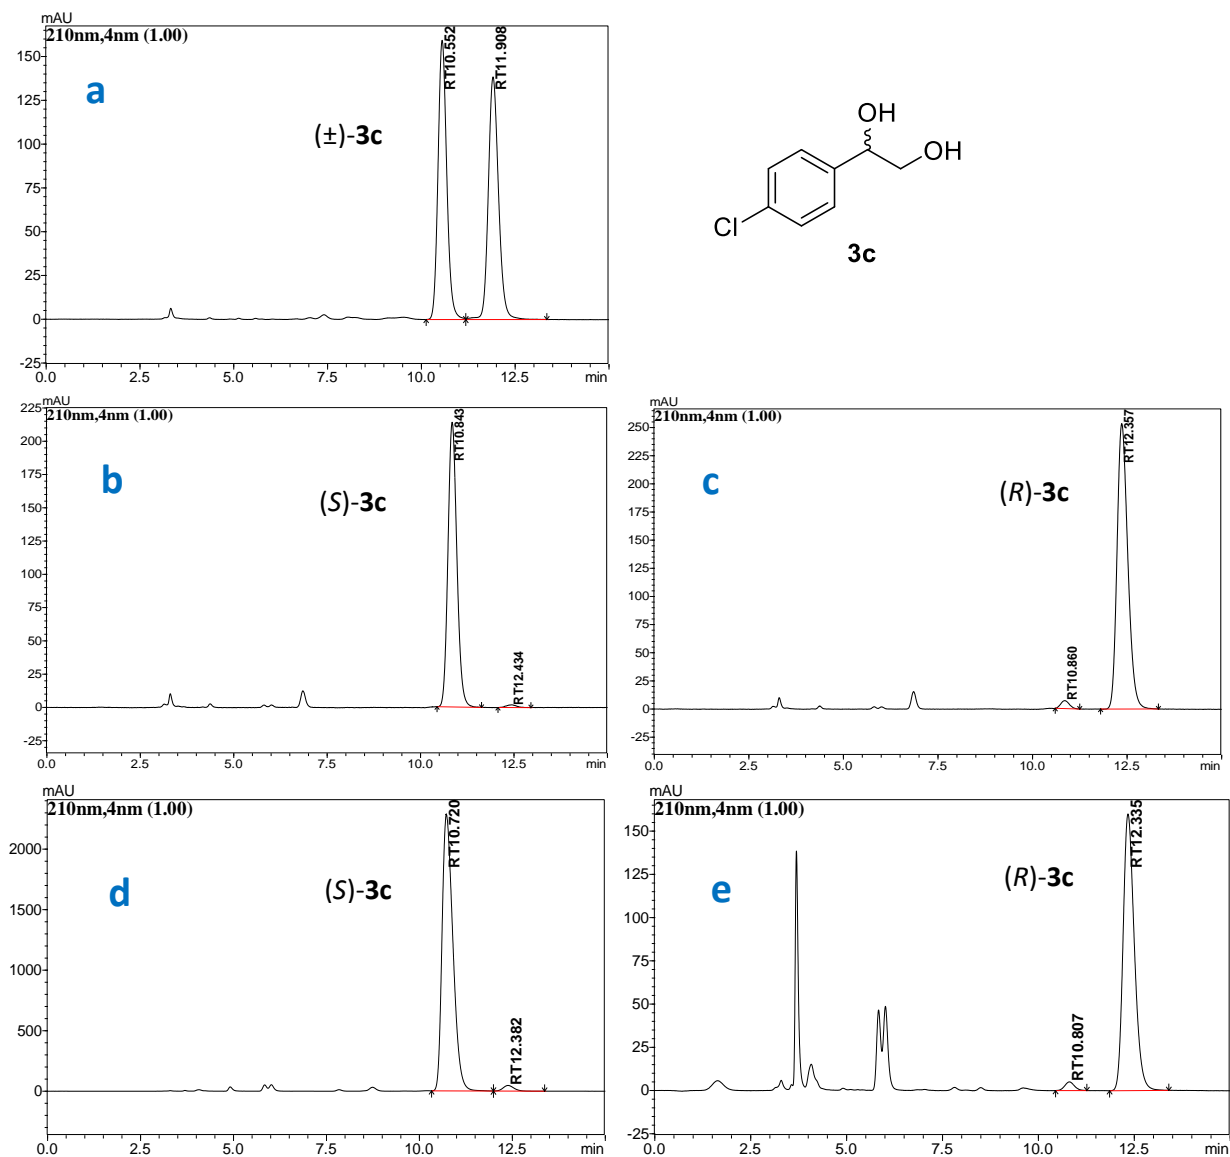 mAU
210nm,4nm (1.00)
150
125
100
75
50
25
0
-25
0.0
2.5
5.0
7.5
10.0
12.5
min
a
(±)-3c
RT10.552
RT11.908
OH
OH
Cl
3c
mAU
225
210nm,4nm (1.00)
200
175
150
125
100
75
50
25
0
-25
0.0
2.5
5.0
7.5
10.0
12.5
min
b
(S)-3c
RT10.843
RT12.434
mAU
210nm,4nm (1.00)
250
225
200
175
150
125
100
75
50
25
0
-25
0.0
2.5
5.0
7.5
10.0
12.5
min
c
(R)-3c
RT10.860
RT12.357
mAU
210nm,4nm (1.00)
2000
1500
1000
500
0
0.0
2.5
5.0
7.5
10.0
12.5
min
d
(S)-3c
RT10.720
RT12.382
mAU
210nm,4nm (1.00)
150
125
100
75
50
25
0
-25
0.0
2.5
5.0
7.5
10.0
12.5
min
e
(R)-3c
RT10.807
RT12.335